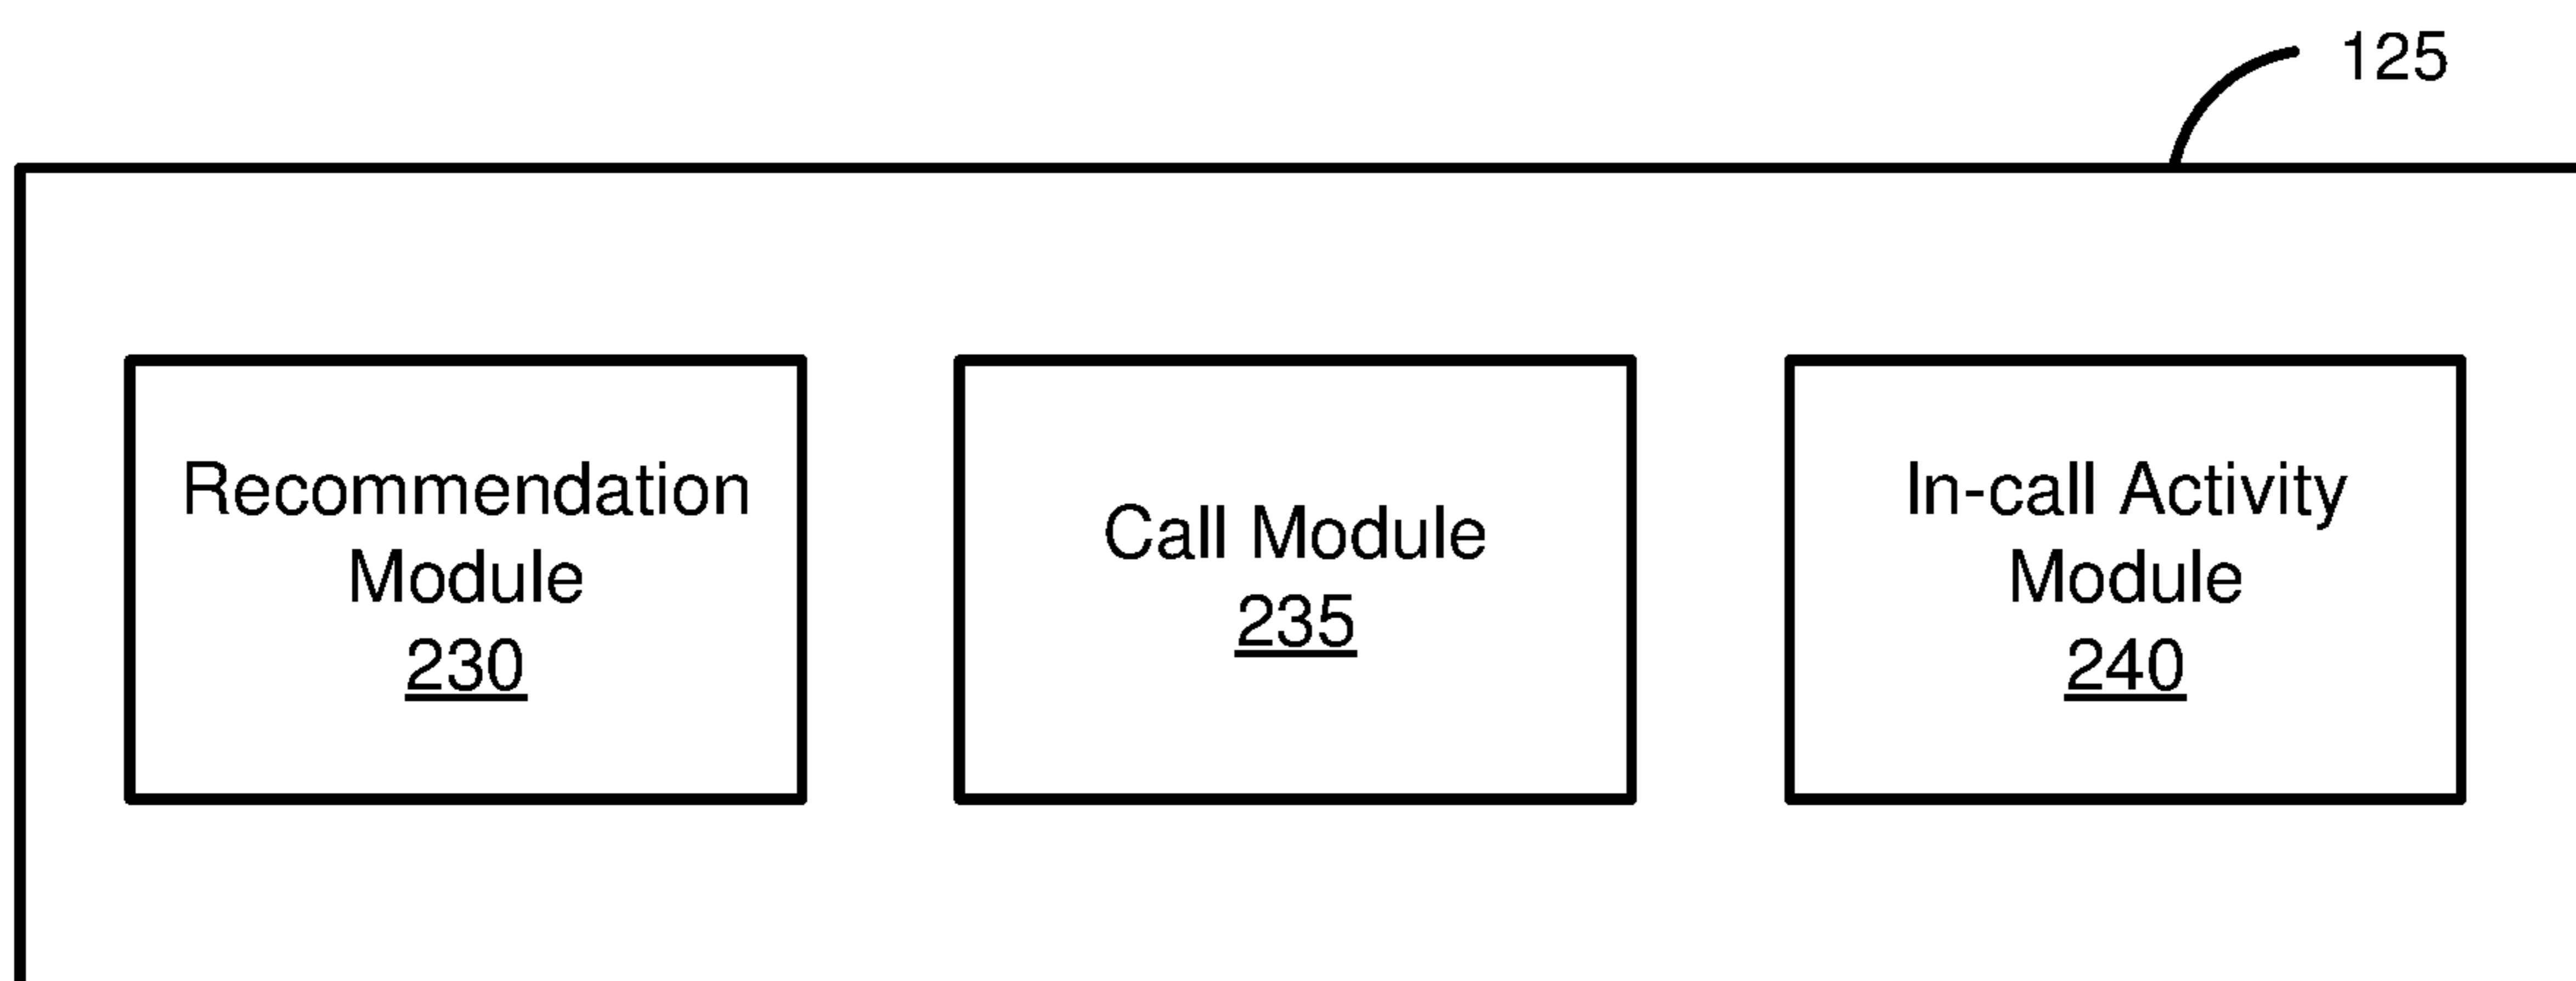 125
Recommendation
Module
230
Call Module
235
In-call Activity
Module
240